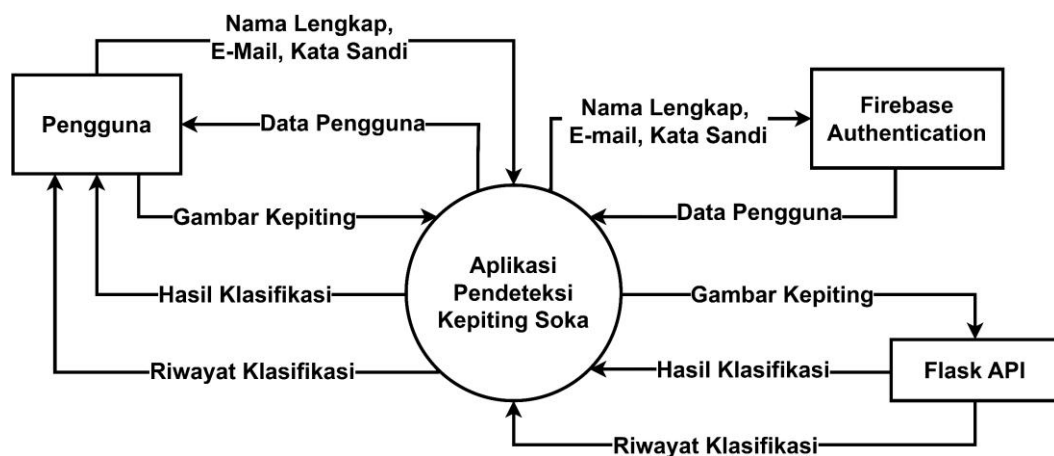 Nama Lengkap,
E-Mail, Kata Sandi
Pengguna
Data Pengguna
Nama Lengkap,
E-mail, Kata Sandi
Firebase
Authentication
Gambar Kepiting
Data Pengguna
Aplikasi
Pendeteksi
Kepiting Soka
Hasil Klasifikasi
Gambar Kepiting
Riwayat Klasifikasi
Hasil Klasifikasi
Flask API
Riwayat Klasifikasi